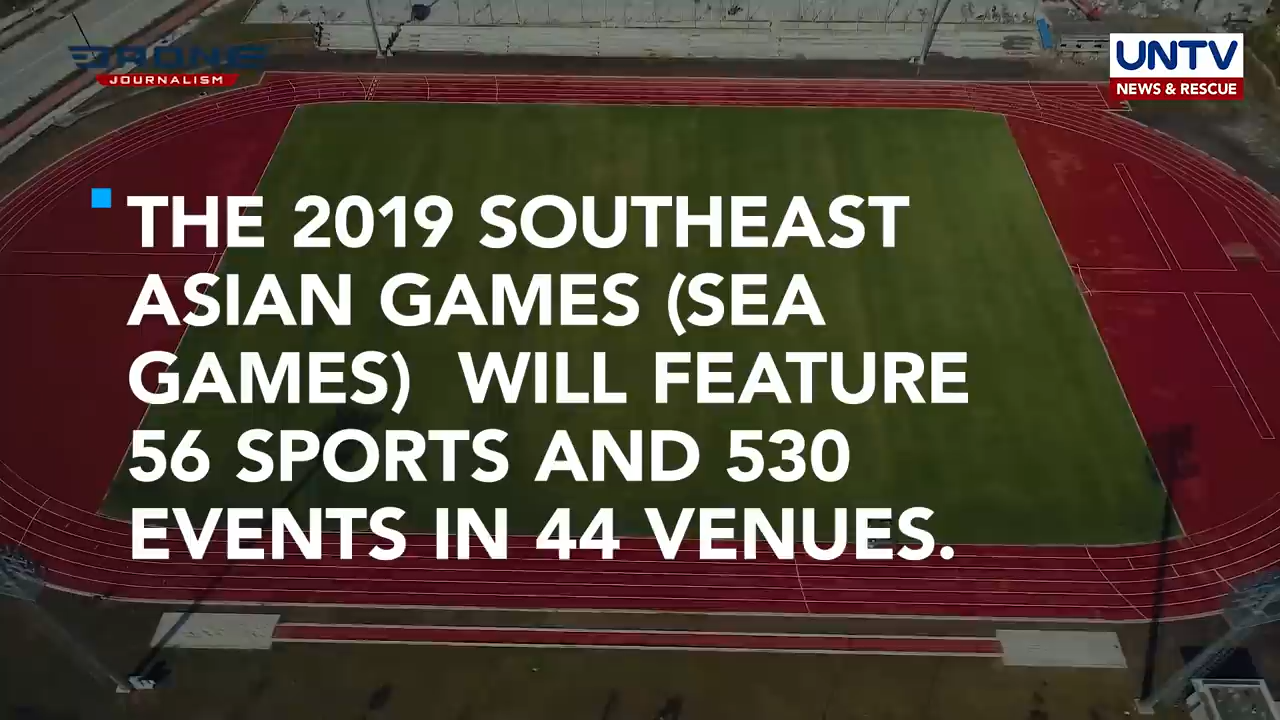 DRONE
JOURNALISM
UNTV
NEWS & RESCUE
THE 2019 SOUTHEAST
ASIAN GAMES (SEA
GAMES) WILL FEATURE
56 SPORTS AND 530
EVENTS IN 44 VENUES.